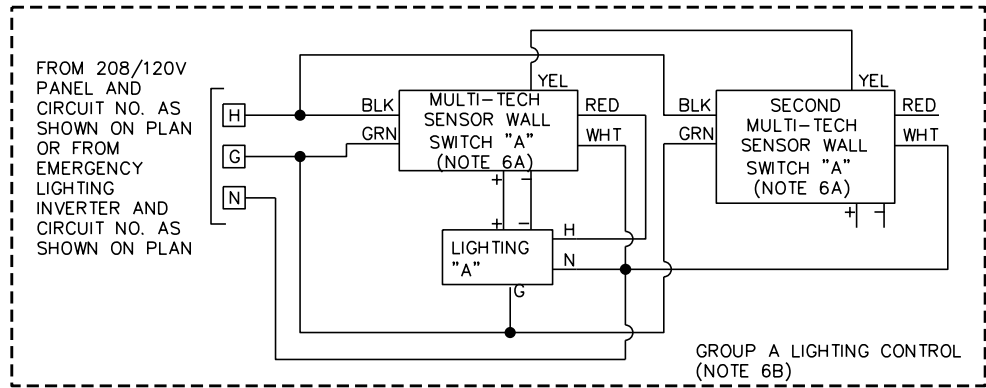 FROM 208/120V
PANEL AND
CIRCUIT NO. AS
SHOWN ON PLAN
OR FROM
EMERGENCY
LIGHTING
INVERTER AND
CIRCUIT NO. AS
SHOWN ON PLAN
H
G
N
BLK
GRN
YEL
MULTI-TECH
SENSOR WALL
SWITCH "A"
(NOTE 6A)
RED
WHT
+ -
+ -
LIGHTING
"A"
H
N
G
BLK
GRN
YEL
SECOND
MULTI-TECH
SENSOR WALL
SWITCH "A"
(NOTE 6A)
RED
WHT
+ -
GROUP A LIGHTING CONTROL
(NOTE 6B)